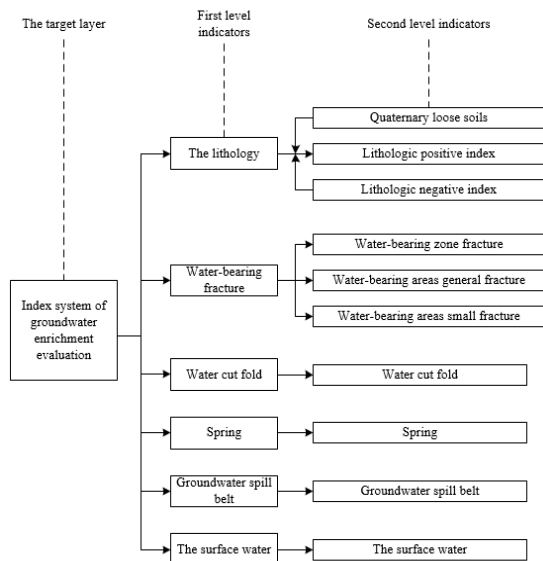 The target layer
First level
indicators
Second level indicators
Quaternary loose soils
The lithology
Lithologic positive index
Lithologic negative index
Water-bearing zone fracture
Water-bearing
fracture
Water-bearing areas general fracture
Water-bearing areas small fracture
Index system of
groundwater
enrichment
evaluation
Water cut fold
Water cut fold
Spring
Spring
Groundwater spill
belt
Groundwater spill belt
The surface water
The surface water